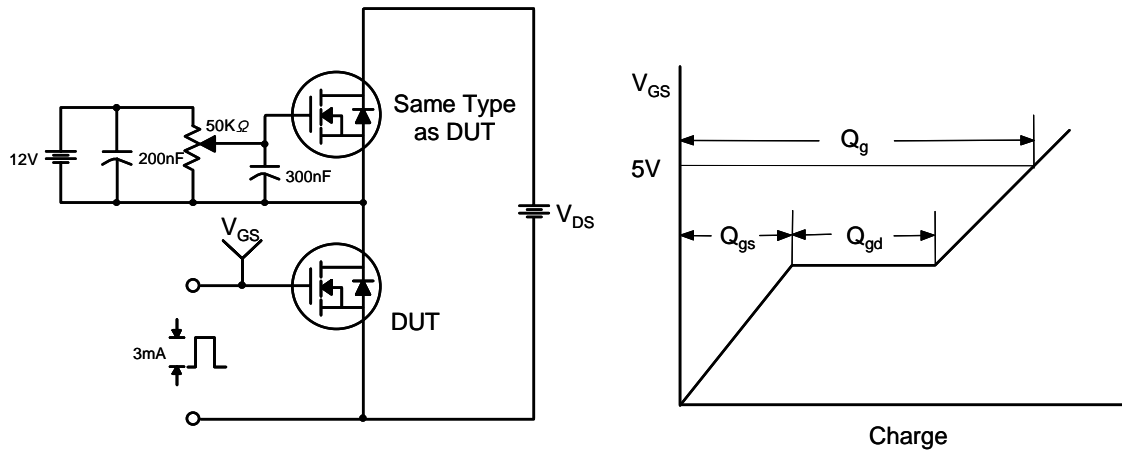 12V
200nF
50KΩ
300nF
Same Type
as DUT
V_DS
V_GS
DUT
3mA
V_GS
5V
Q_g
Q_gs
Q_gd
Charge